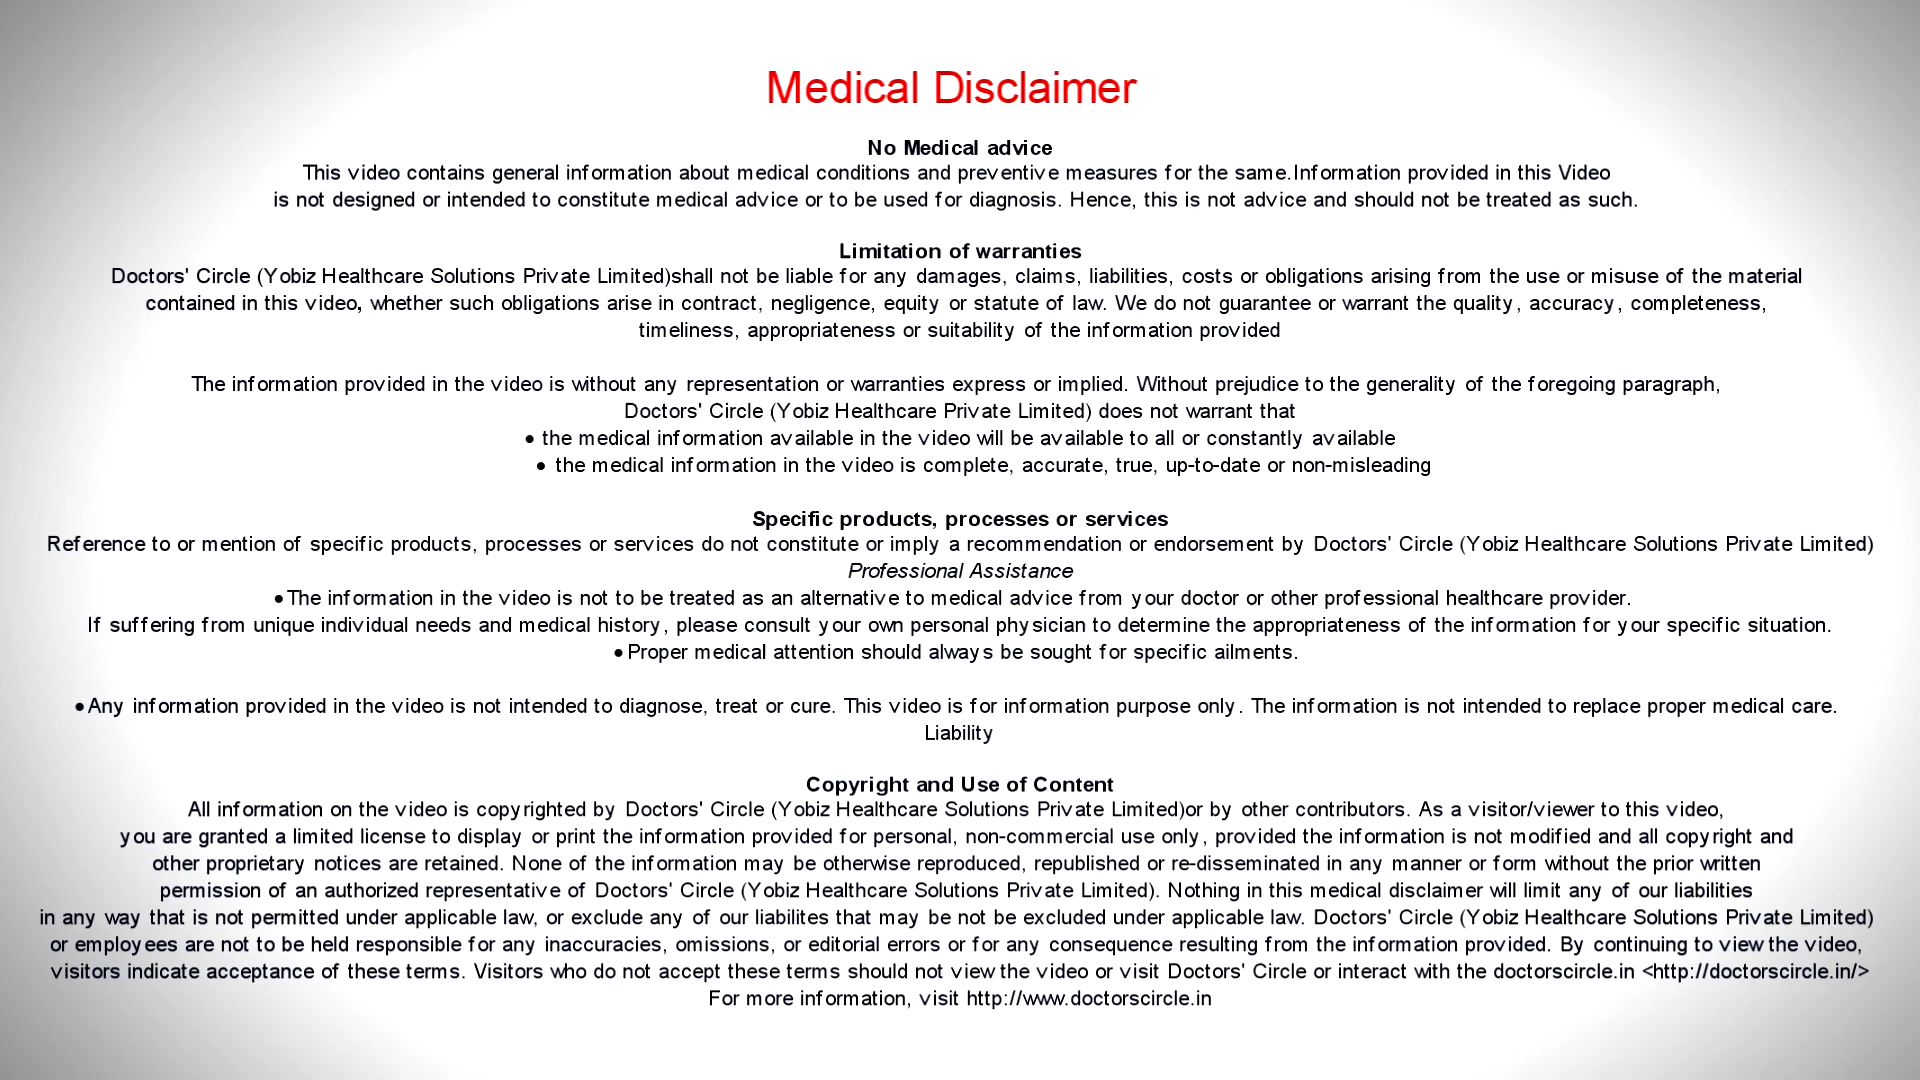 Medical Disclaimer
No Medical advice
This video contains general information about medical conditions and preventive measures for the same.Information provided in this Video
is not designed or intended to constitute medical advice or to be used for diagnosis. Hence, this is not advice and should not be treated as such.
Limitation of warranties
Doctors' Circle (Yobiz Healthcare Solutions Private Limited)shall not be liable for any damages, claims, liabilities, costs or obligations arising from the use or misuse of the material
contained in this video, whether such obligations arise in contract, negligence, equity or statute of law. We do not guarantee or warrant the quality, accuracy, completeness,
timeliness, appropriateness or suitability of the information provided
The information provided in the video is without any representation or warranties express or implied. Without prejudice to the generality of the foregoing paragraph,
Doctors' Circle (Yobiz Healthcare Private Limited) does not warrant that
• the medical information available in the video will be available to all or constantly available
• the medical information in the video is complete, accurate, true, up-to-date or non-misleading
Specific products, processes or services
Reference to or mention of specific products, processes or services do not constitute or imply a recommendation or endorsement by Doctors' Circle (Yobiz Healthcare Solutions Private Limited)
Professional Assistance
•The information in the video is not to be treated as an alternative to medical advice from your doctor or other professional healthcare provider.
If suffering from unique individual needs and medical history, please consult your own personal physician to determine the appropriateness of the information for your specific situation.
•Proper medical attention should always be sought for specific ailments.
•Any information provided in the video is not intended to diagnose, treat or cure. This video is for information purpose only. The information is not intended to replace proper medical care.
Liability
Copyright and Use of Content
All information on the video is copyrighted by Doctors' Circle (Yobiz Healthcare Solutions Private Limited)or by other contributors. As a visitor/viewer to this video,
you are granted a limited license to display or print the information provided for personal, non-commercial use only, provided the information is not modified and all copyright and
other proprietary notices are retained. None of the information may be otherwise reproduced, republished or re-disseminated in any manner or form without the prior written
permission of an authorized representative of Doctors' Circle (Yobiz Healthcare Solutions Private Limited). Nothing in this medical disclaimer will limit any of our liabilities
in any way that is not permitted under applicable law, or exclude any of our liabilites that may be not be excluded under applicable law. Doctors' Circle (Yobiz Healthcare Solutions Private Limited)
or employees are not to be held responsible for any inaccuracies, omissions, or editorial errors or for any consequence resulting from the information provided. By continuing to view the video,
visitors indicate acceptance of these terms. Visitors who do not accept these terms should not view the video or visit Doctors' Circle or interact with the doctorscircle.in <http://doctorscircle.in/>
For more information, visit http://www.doctorscircle.in